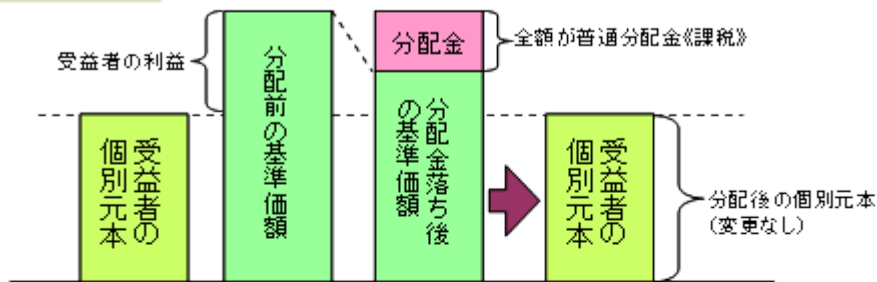 受益者の利益
分配前の基準価額
分配金
全額が普通分配金《課税》
受益者の
個別元本
分配金落ち後
の基準価額
受益者の
個別元本
分配後の個別元本
(変更なし)